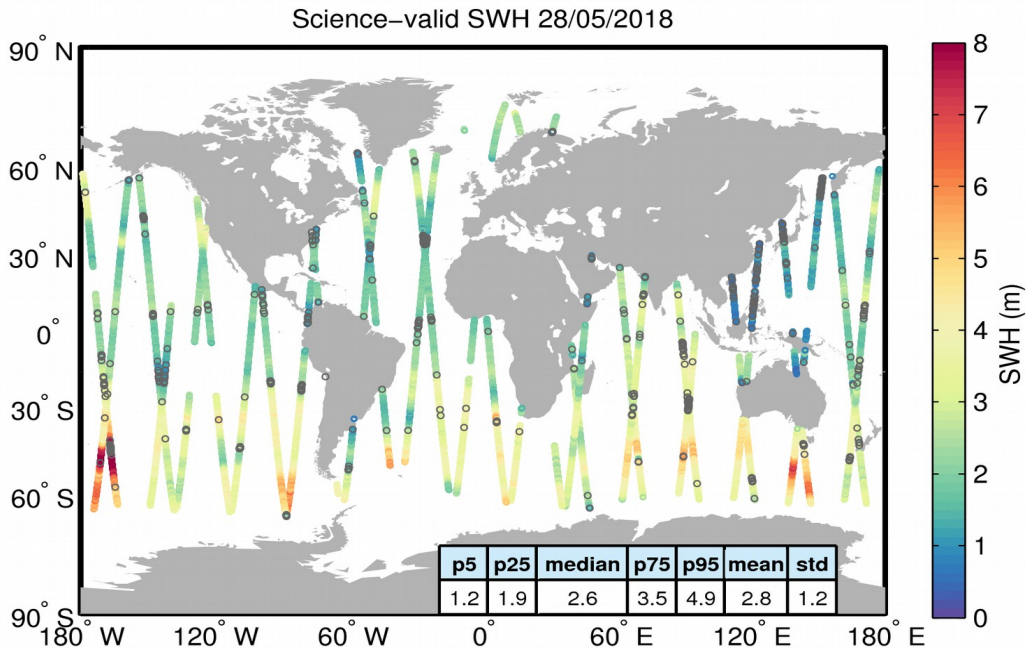 Science−valid SWH 28/05/2018
90° N
60° N
30° N
0°
30° S
60° S
90° S
180° W
120° W
60° W
0°
60° E
120° E
180° E
p5 p25 median p75 p95 mean std
1.2 1.9 2.6 3.5 4.9 2.8 1.2
8
7
6
5
4
3
2
1
0
SWH (m)